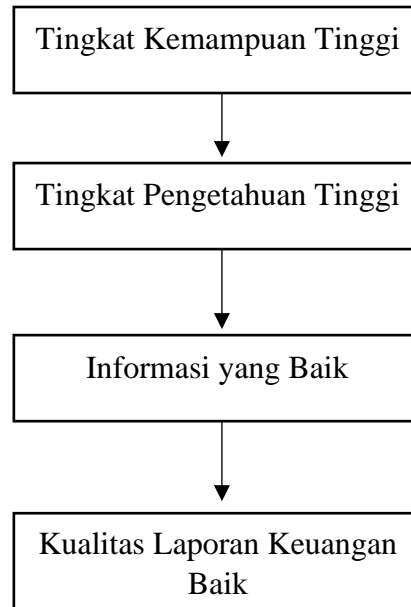 Tingkat Kemampuan Tinggi
Tingkat Pengetahuan Tinggi
Informasi yang Baik
Kualitas Laporan Keuangan
Baik